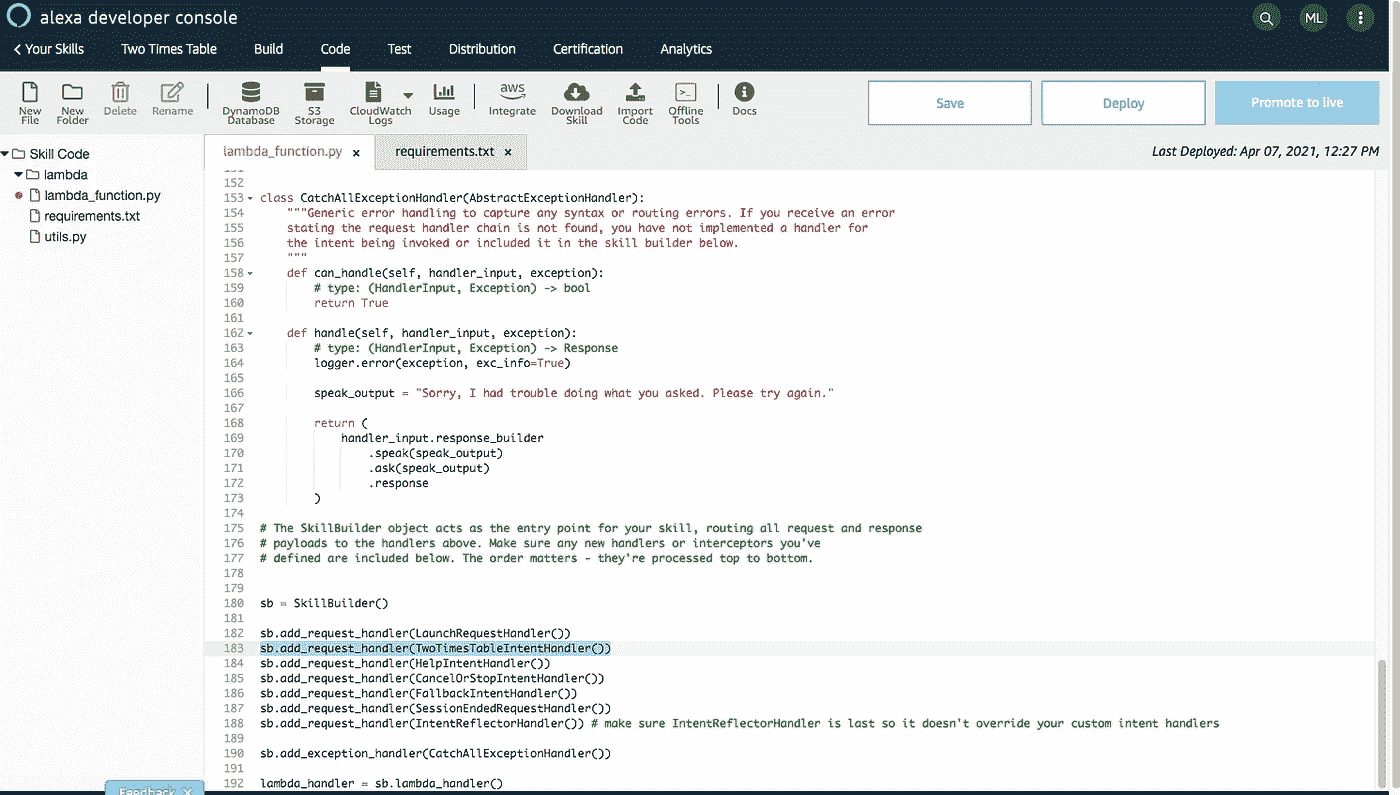 alexa developer console
ML
Your Skills Two Times Table Build Code Test Distribution Certification Analytics
New File
New Folder
Delete
Rename
DynamoDB Database
S3 Storage
CloudWatch Logs
Usage
aws
Integrate
Download Skill
Import Code
Offline Tools
Docs
Save
Deploy
Promote to live
Skill Code
lambda
lambda_function.py
requirements.txt
utils.py
lambda_function.py x requirements.txt x
Last Deployed: Apr 07, 2021, 12:27 PM
152
153 class CatchAllExceptionHandler(AbstractExceptionHandler):
154 """Generic error handling to capture any syntax or routing errors. If you receive an error
155 stating the request handler chain is not found, you have not implemented a handler for
156 the intent being invoked or included it in the skill builder below.
157 """
158 def can_handle(self, handler_input, exception):
159 # type: (HandlerInput, Exception) -> bool
160 return True
161
162 def handle(self, handler_input, exception):
163 # type: (HandlerInput, Exception) -> Response
164 logger.error(exception, exc_info=True)
165
166 speak_output = "Sorry, I had trouble doing what you asked. Please try again."
167
168 return (
169 handler_input.response_builder
170 .speak(speak_output)
171 .ask(speak_output)
172 .response
173 )
174
175 # The SkillBuilder object acts as the entry point for your skill, routing all request and response
176 # payloads to the handlers above. Make sure any new handlers or interceptors you've
177 # defined are included below. The order matters - they're processed top to bottom.
178
179
180 sb = SkillBuilder()
181
182 sb.add_request_handler(LaunchRequestHandler())
183 sb.add_request_handler(TwoTimesTableIntentHandler())
184 sb.add_request_handler(HelpIntentHandler())
185 sb.add_request_handler(CancelOrStopIntentHandler())
186 sb.add_request_handler(FallbackIntentHandler())
187 sb.add_request_handler(SessionEndedRequestHandler())
188 sb.add_request_handler(IntentReflectorHandler()) # make sure IntentReflectorHandler is last so it doesn't override your custom intent handlers
189
190 sb.add_exception_handler(CatchAllExceptionHandler())
191
192 lambda_handler = sb.lambda_handler()
Feedback X